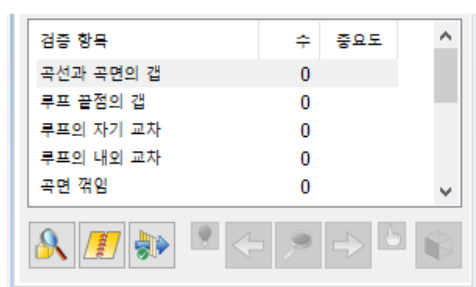 검증 항목 수 중요도
곡선과 곡면의 갭 0
루프 끝점의 갭 0
루프의 자기 교차 0
루프의 내외 교차 0
곡면 꺾임 0